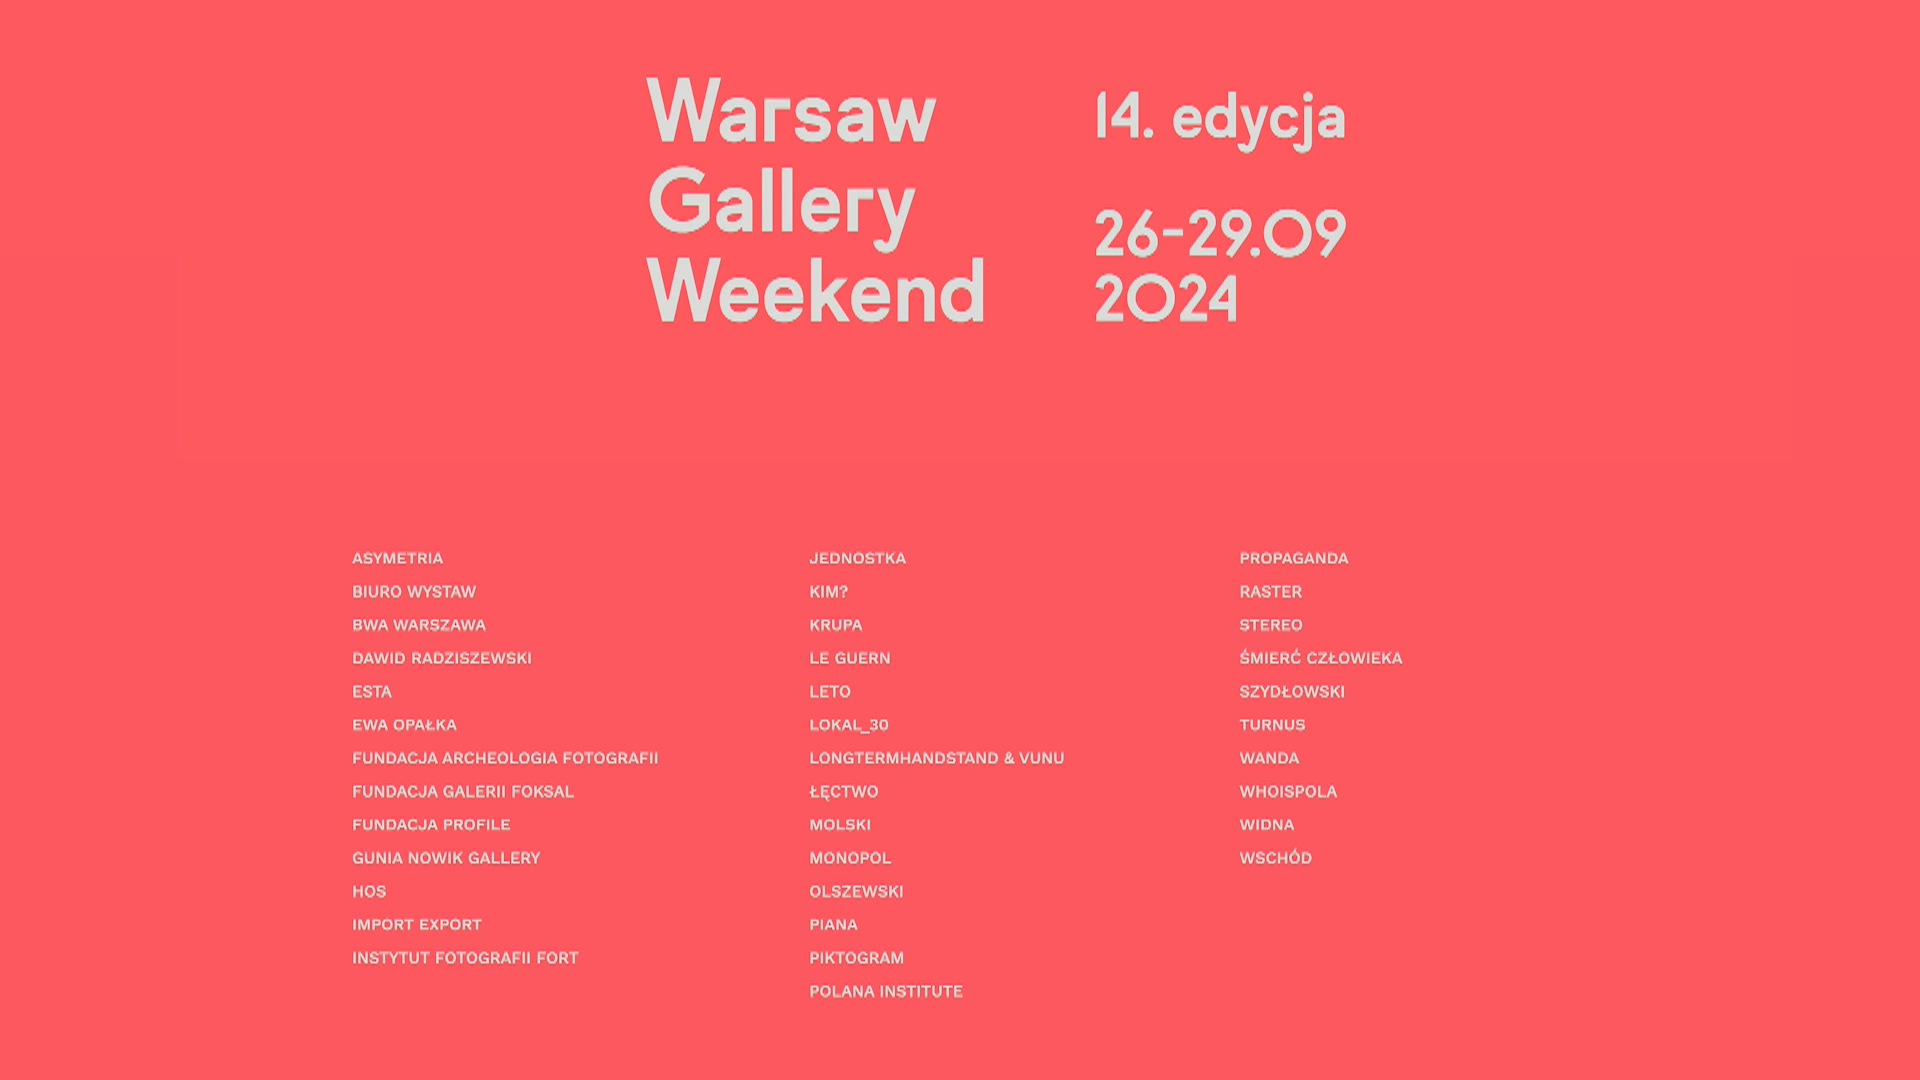 Warsaw
Gallery
Weekend
14. edycja
26-29.09
2024
ASYMETRIA
BIURO WYSTAW
BWA WARSZAWA
DAWID RADZISZEWSKI
ESTA
EWA OPAŁKA
FUNDACJA ARCHEOLOGIA FOTOGRAFII
FUNDACJA GALERII FOKSAL
FUNDACJA PROFILE
GUNIA NOWIK GALLERY
HOS
IMPORT EXPORT
INSTYTUT FOTOGRAFII FORT
JEDNOSTKA
KIM?
KRUPA
LE GUERN
LETO
LOKAL_30
LONGTERMHANDSTAND & VUNU
ŁĘCTWO
MOLSKI
MONOPOL
OLSZEWSKI
PIANA
PIKTOGRAM
POLANA INSTITUTE
PROPAGANDA
RASTER
STEREO
ŚMIERĆ CZŁOWIEKA
SZYDŁOWSKI
TURNUS
WANDA
WHOISPOLA
WIDNA
WSCHÓD